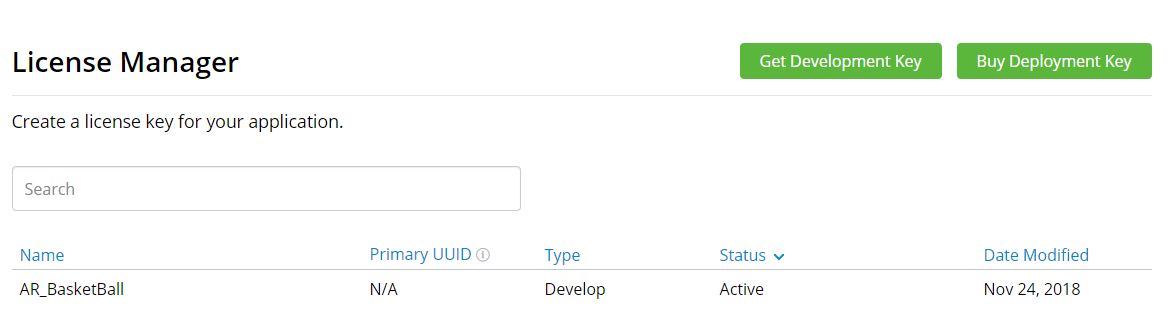 License Manager
Get Development Key
Buy Deployment Key
Create a license key for your application.
Search
Name Primary UUID Type Status Date Modified
AR_BasketBall N/A Develop Active Nov 24, 2018